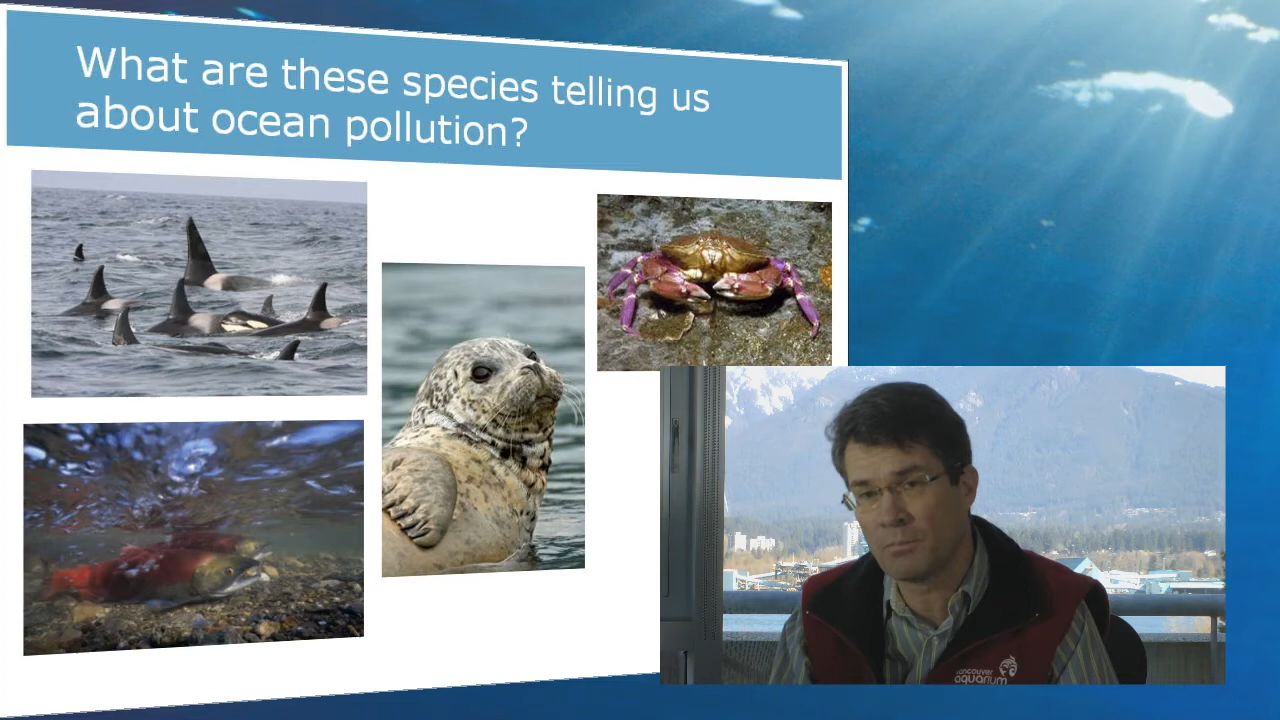 What are these species telling us
about ocean pollution?
vancouver
aquarium